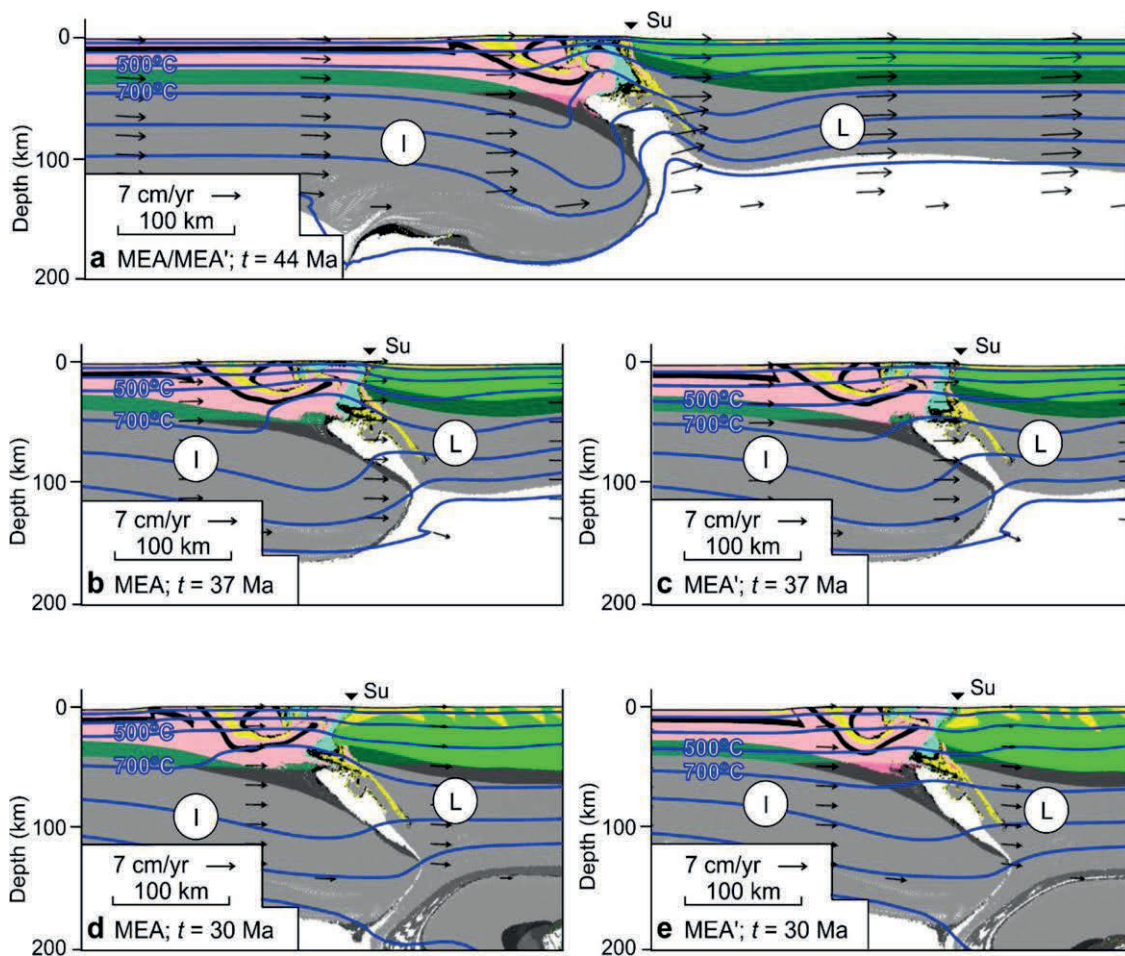 Su
0
500°C
700°C
I
L
100
Depth (km)
7 cm/yr
100 km
a MEA/MEA'; t = 44 Ma
200
Su
0
500°C
700°C
I
L
100
Depth (km)
7 cm/yr
100 km
b MEA; t = 37 Ma
200
Su
0
500°C
700°C
I
L
100
Depth (km)
7 cm/yr
100 km
c MEA'; t = 37 Ma
200
Su
0
500°C
700°C
I
L
100
Depth (km)
7 cm/yr
100 km
d MEA; t = 30 Ma
200
Su
0
500°C
700°C
I
L
100
Depth (km)
7 cm/yr
100 km
e MEA'; t = 30 Ma
200